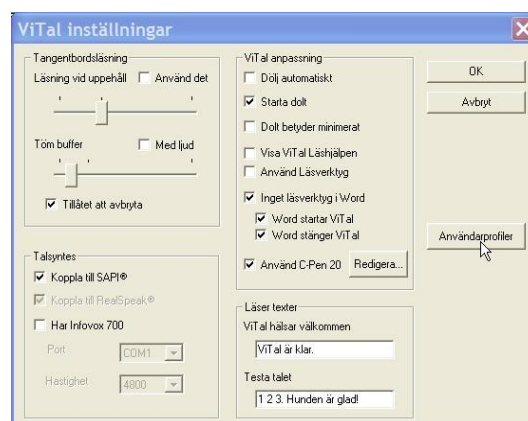 ViTal inställningar
Tangentbordsläsning
Läsning vid uppehåll
Använd det
Töm buffer
Med ljud
Tillåtet att avbryta
Talsyntes
Koppla till SAPI®
Koppla till RealSpeak®
Har Infovox 700
Port
COM1
Hastighet
4800
ViTal anpassning
Dölj automatiskt
Starta dolt
Dolt betyder minimerat
Visa ViTal Läshjälpen
Använd Läsverktyg
Inget läsverktyg i Word
Word startar ViTal
Word stänger ViTal
Använd C-Pen 20
Redigera...
Läser texter
ViTal hälsar välkommen
ViTal är klar.
Testa talet
1 2 3. Hunden är glad!
OK
Avbryt
Användarprofiler